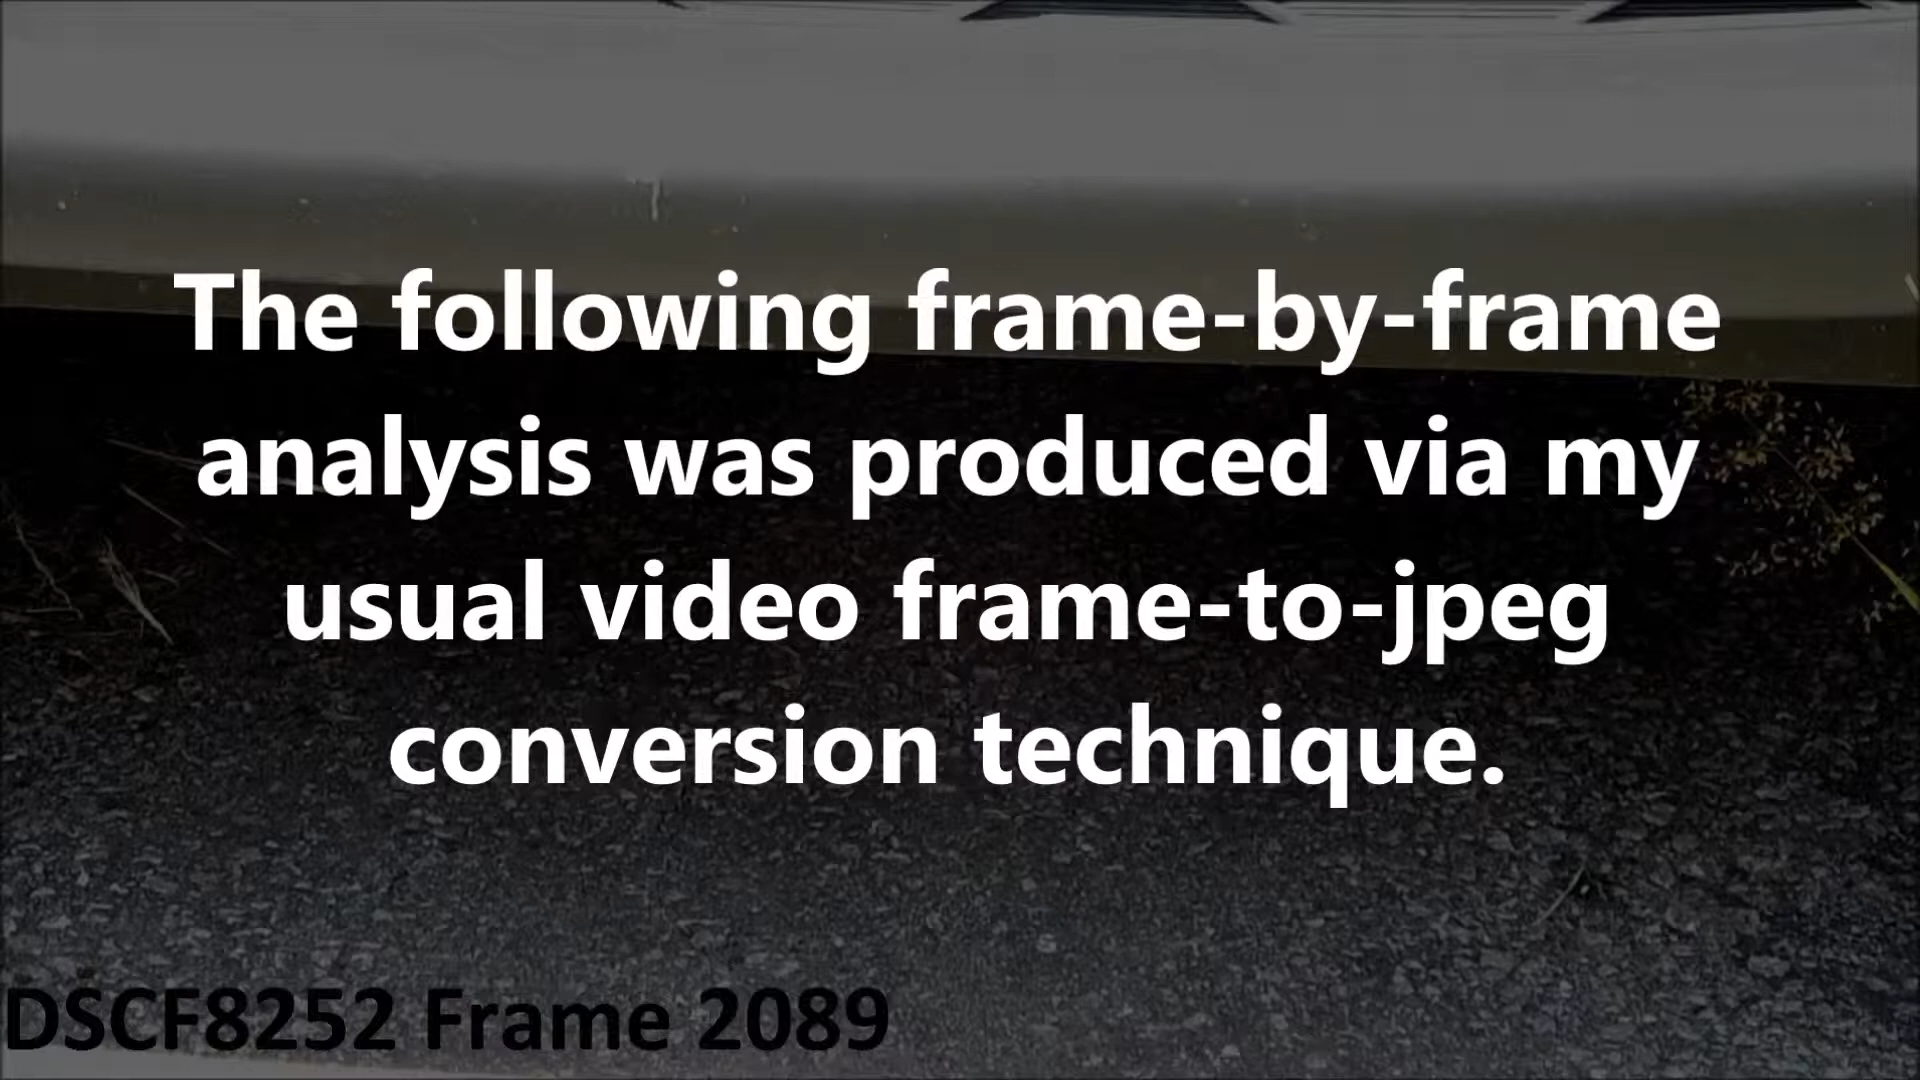 The following frame-by-frame
analysis was produced via my
usual video frame-to-jpeg
conversion technique.
DSCF8252 Frame 2089